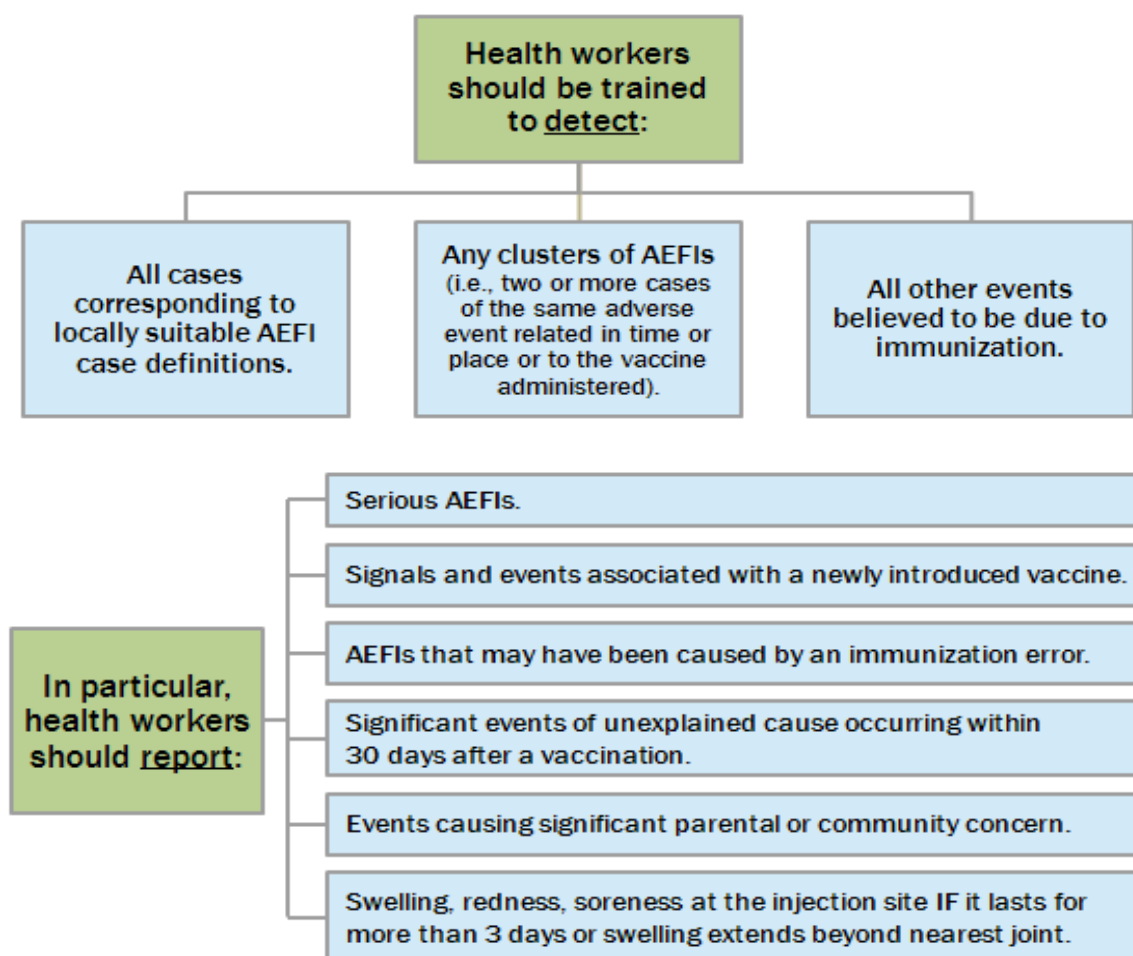 Health workers
should be trained
to detect:
All cases
corresponding to
locally suitable AEFI
case definitions.
Any clusters of AEFIs
(i.e., two or more cases
of the same adverse
event related in time or
place or to the vaccine
administered).
All other events
believed to be due to
immunization.
In particular,
health workers
should report:
Serious AEFIs.
Signals and events associated with a newly introduced vaccine.
AEFIs that may have been caused by an immunization error.
Significant events of unexplained cause occurring within
30 days after a vaccination.
Events causing significant parental or community concern.
Swelling, redness, soreness at the injection site IF it lasts for
more than 3 days or swelling extends beyond nearest joint.